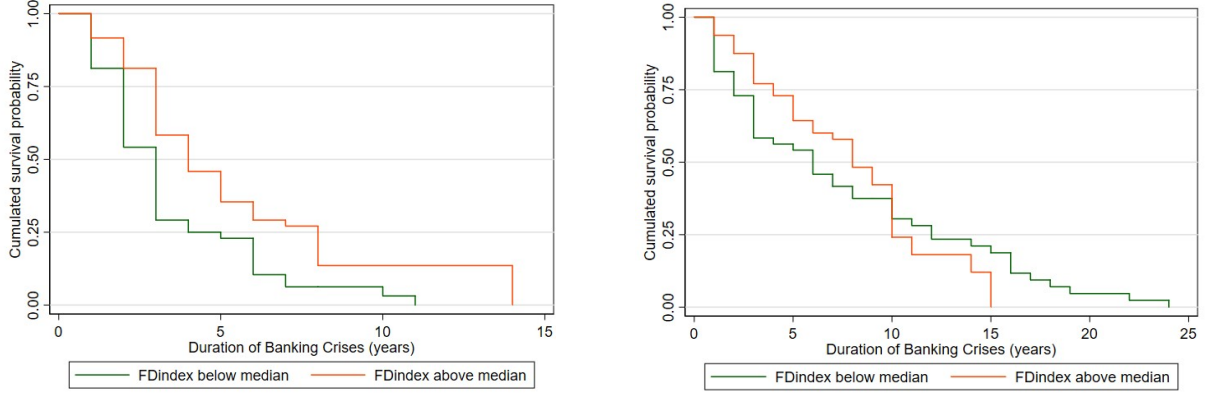 Cumulated survival probability
1.00
0.75
0.50
0.25
0.00
0 5 10 15
Duration of Banking Crises (years)
FDindex below median FDindex above median
Cumulated survival probability
1.00
0.75
0.50
0.25
0.00
0 5 10 15 20 25
Duration of Banking Crises (years)
FDindex below median FDindex above median